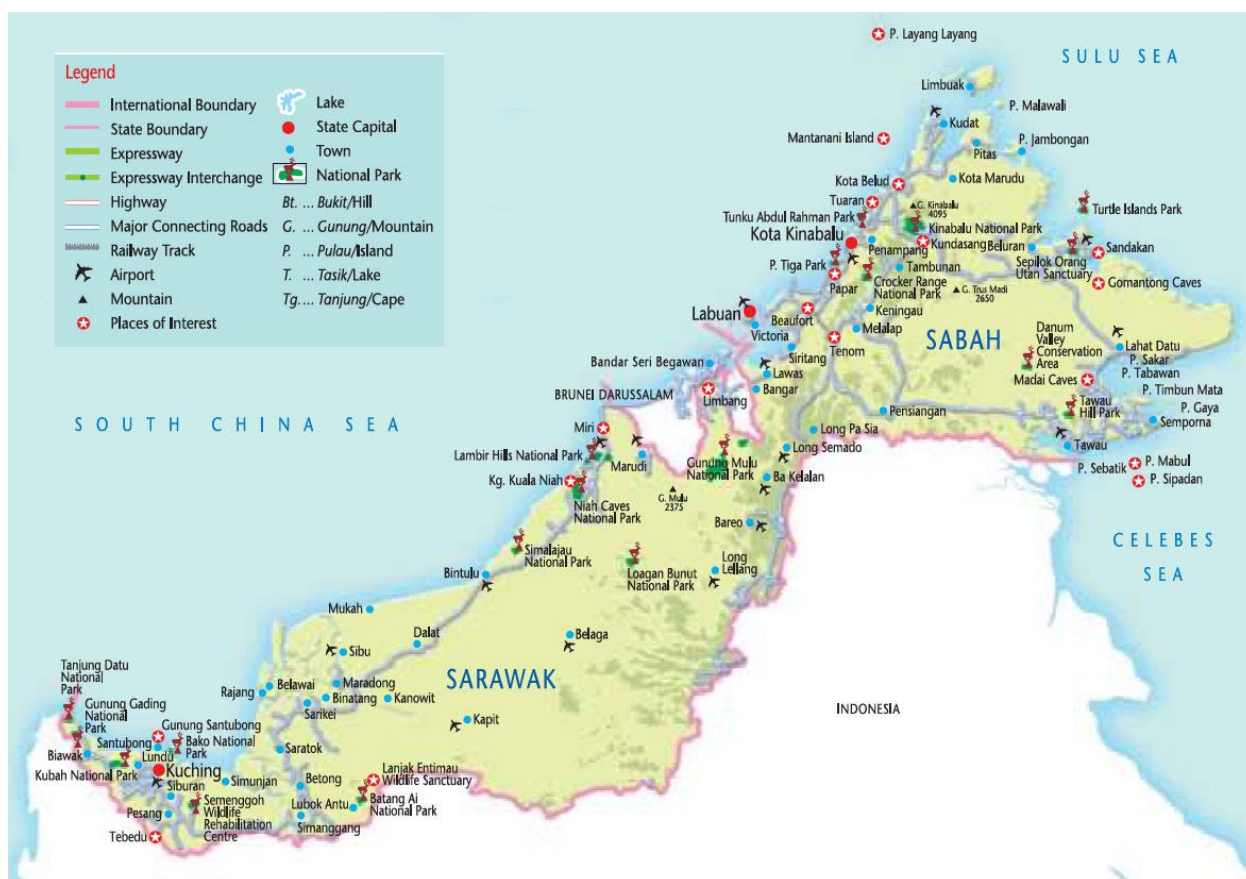 Legend
International Boundary
State Boundary
Expressway
Expressway Interchange
Highway
Major Connecting Roads
Railway Track
Airport
Mountain
Places of Interest
Lake
State Capital
Town
National Park
Bt. ... Bukit/Hill
G. ... Gunung/Mountain
P. ... Pulau/Island
T. ... Tasik/Lake
Tg.... Tanjung/Cape
P. Layang Layang
SULU SEA
Limbuak
P. Malawali
Kudat
Mantanani Island
P. Jambongan
Pitas
Kota Belud
Kota Marudu
Tuaran
G. Kinabalu
4095
Turtle Islands Park
Tunku Abdul Rahman Park
Kinabalu National Park
Kota Kinabalu
Kundasang
Penampang
Beluran
Sandakan
P. Tiga Park
Tambunan
Sepilok Orang
Utan Sanctuary
Papar
Crocker Range
National Park
G. Trus Madi
2650
Gomantong Caves
Labuan
Beaufort
Keningau
Victoria
Melalap
SABAH
Danum
Valley
Conservation
Area
Lahat Datu
Siritang
Tenom
P. Sakar
Bandar Seri Begawan
Lawas
Madai Caves
P. Tabawan
P. Timbun Mata
BRUNEI DARUSSALAM
Limbang
Bangar
Tawau
Hill Park
P. Gaya
Pensiangan
Semporna
SOUTH CHINA SEA
Miri
Long Pa Sia
Tawau
Lambir Hills National Park
Marudi
Gunung Mulu
National Park
Long Semado
P. Sebatik
P. Mabul
P. Sipadan
Kg. Kuala Niah
Ba Kelalan
Niah Caves
National Park
G. Mulu
2375
Bareo
CELEBES
SEA
Simalajau
National Park
Loagan Bunut
National Park
Long
Lellang
Bintulu
Mukah
Dalat
Belaga
Sibu
Tanjung Datu
National
Park
Maradong
SARAWAK
Rajang
Belawai
Binatang
Kanowit
INDONESIA
Gunung Gading
National
Park
Sarikei
Kapit
Gunung Santubong
Santubong
Bako National
Park
Saratok
Biawak
Lundu
Kubah National Park
Kuching
Lanjak Entimau
Wildlife Sanctuary
Siburan
Simunjan
Betong
Pesang
Semenggoh
Wildlife
Rehabilitation
Centre
Lubok Antu
Batang Ai
National Park
Simanggang
Tebedu